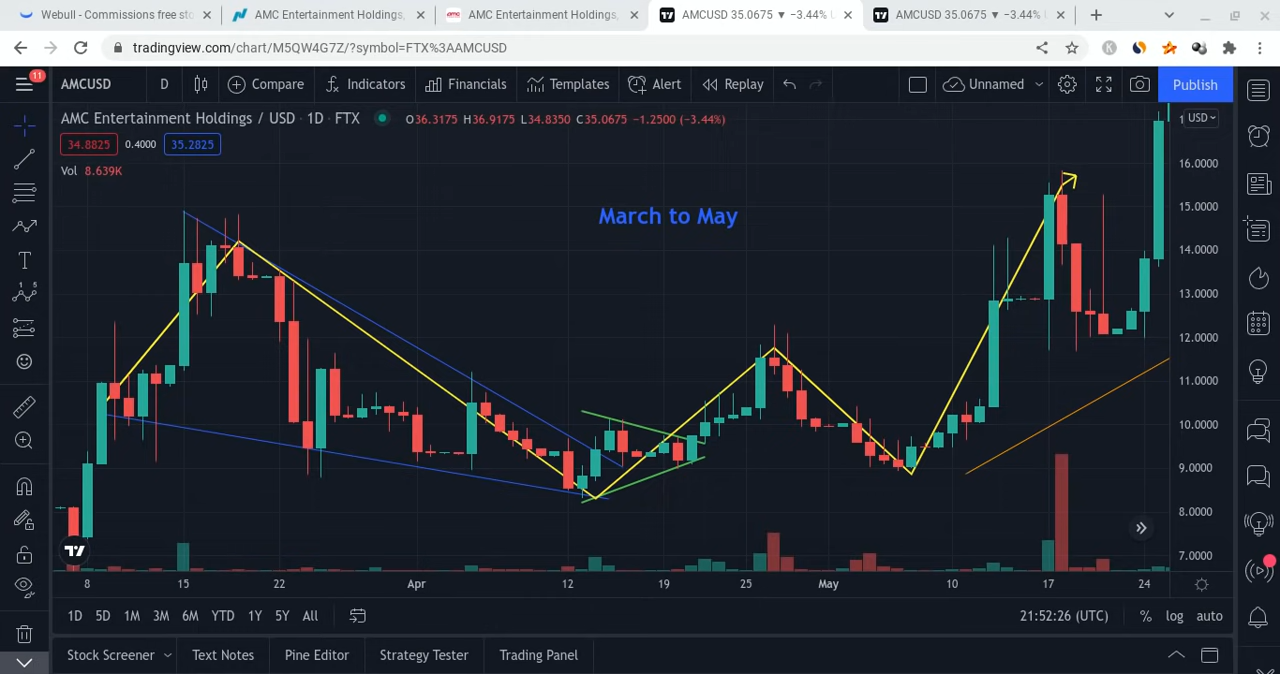 Webull - Commissions free sto
AMC Entertainment Holdings,
AMC Entertainment Holdings,
AMCUSD 35.0675 ▼ −3.44% U
AMCUSD 35.0675 ▼ −3.44% U
tradingview.com/chart/M5QW4G7Z/?symbol=FTX%3AAMCUSD
K
11
AMCUSD D Compare Indicators Financials Templates Alert Replay Unnamed Publish
AMC Entertainment Holdings / USD · 1D · FTX O36.3175 H36.9175 L34.8350 C35.0675 −1.2500 (−3.44%)
USD
34.8825 0.4000 35.2825
Vol 8.639K
March to May
16.0000
15.0000
14.0000
13.0000
12.0000
11.0000
10.0000
9.0000
8.0000
7.0000
8 15 22 Apr 12 19 25 May 10 17 24
1D 5D 1M 3M 6M YTD 1Y 5Y All 21:52:26 (UTC) % log auto
Stock Screener Text Notes Pine Editor Strategy Tester Trading Panel